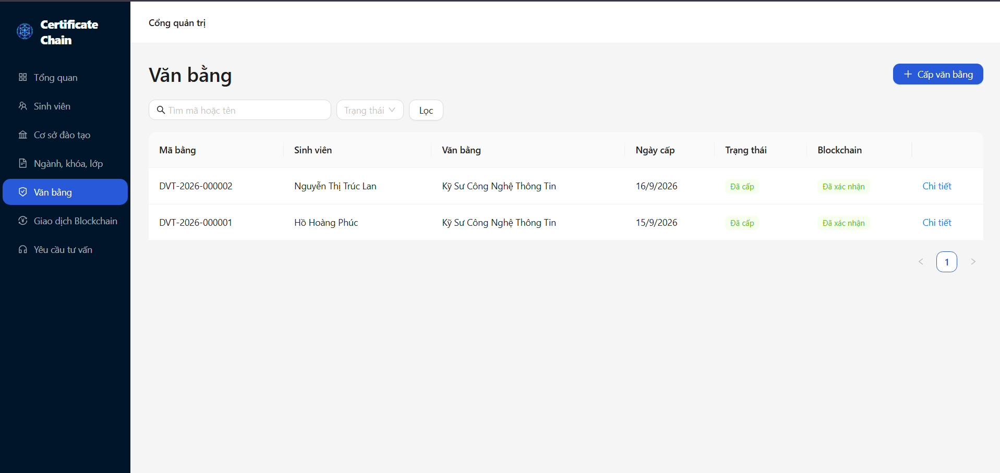 Certificate
Chain
Tổng quan
Sinh viên
Cơ sở đào tạo
Ngành, khóa, lớp
Văn bằng
Giao dịch Blockchain
Yêu cầu tư vấn
Cổng quản trị
Văn bằng
Cấp văn bằng
Tìm mã hoặc tên
Trạng thái
Lọc
Mã bằng Sinh viên Văn bằng Ngày cấp Trạng thái Blockchain
DVT-2026-000002 Nguyễn Thị Trúc Lan Kỹ Sư Công Nghệ Thông Tin 16/9/2026 Đã cấp Đã xác nhận Chi tiết
DVT-2026-000001 Hồ Hoàng Phúc Kỹ Sư Công Nghệ Thông Tin 15/9/2026 Đã cấp Đã xác nhận Chi tiết
1